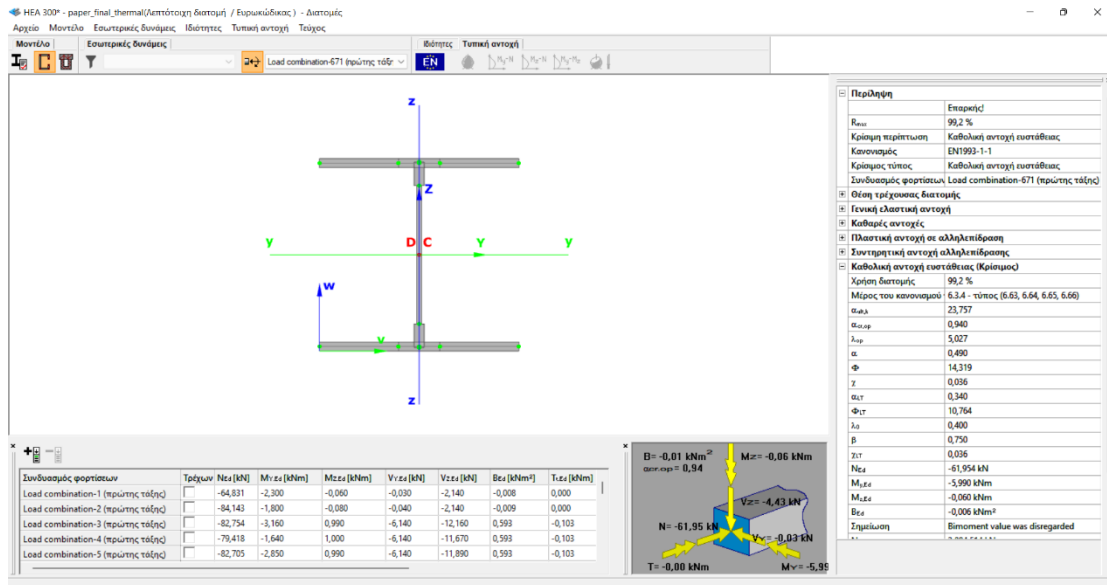 HEA 300* - paper_final_thermal(Λεπτότοιχη διατομή / Ευρωκώδικας ) - Διατομές
Αρχείο Μοντέλο Εσωτερικές δυνάμεις Ιδιότητες Τυπική αντοχή Τεύχος
Μοντέλο Εσωτερικές δυνάμεις Ιδιότητες Τυπική αντοχή
Load combination-671 (πρώτης τάξης) EN My-N Mz-N My-Mz
z
Z
y D C Y y
w
v
z
Περίληψη
Επαρκής!
Rmax 99,2 %
Κρίσιμη περίπτωση Καθολική αντοχή ευστάθειας
Κανονισμός EN1993-1-1
Κρίσιμος τύπος Καθολική αντοχή ευστάθειας
Συνδυασμός φορτίσεων Load combination-671 (πρώτης τάξης)
Θέση τρέχουσας διατομής
Γενική ελαστική αντοχή
Καθαρές αντοχές
Πλαστική αντοχή σε αλληλεπίδραση
Συντηρητική αντοχή αλληλεπίδρασης
Καθολική αντοχή ευστάθειας (Κρίσιμος)
Χρήση διατομής 99,2 %
Μέρος του κανονισμού 6.3.4 - τύπος (6.63, 6.64, 6.65, 6.66)
αult,k 23,757
αcr,op 0,940
λop 5,027
α 0,490
Φ 14,319
χ 0,036
αLT 0,340
ΦLT 10,764
λ0 0,400
β 0,750
χLT 0,036
NEd -61,954 kN
My,Ed -5,990 kNm
Mz,Ed -0,060 kNm
BEd -0,006 kNm²
Σημείωση Bimoment value was disregarded
Συνδυασμός φορτίσεων Τρέχων NEd [kN] MY,Ed [kNm] MZ,Ed [kNm] VY,Ed [kN] VZ,Ed [kN] BEd [kNm²] Tt,Ed [kNm]
Load combination-1 (πρώτης τάξης) -64,831 -2,300 -0,060 -0,030 -2,140 -0,008 0,000
Load combination-2 (πρώτης τάξης) -84,143 -1,800 -0,080 -0,040 -2,140 -0,009 0,000
Load combination-3 (πρώτης τάξης) -82,754 -3,160 0,990 -6,140 -12,160 0,593 -0,103
Load combination-4 (πρώτης τάξης) -79,418 -1,640 1,000 -6,140 -11,670 0,593 -0,103
Load combination-5 (πρώτης τάξης) -82,705 -2,850 0,990 -6,140 -11,890 0,593 -0,103
B= -0,01 kNm² Mz= -0,06 kNm
αcr.op= 0,94
Vz= -4,43 kN
N= -61,95 kN
VY= -0,03 kN
T= -0,00 kNm MY= -5,99